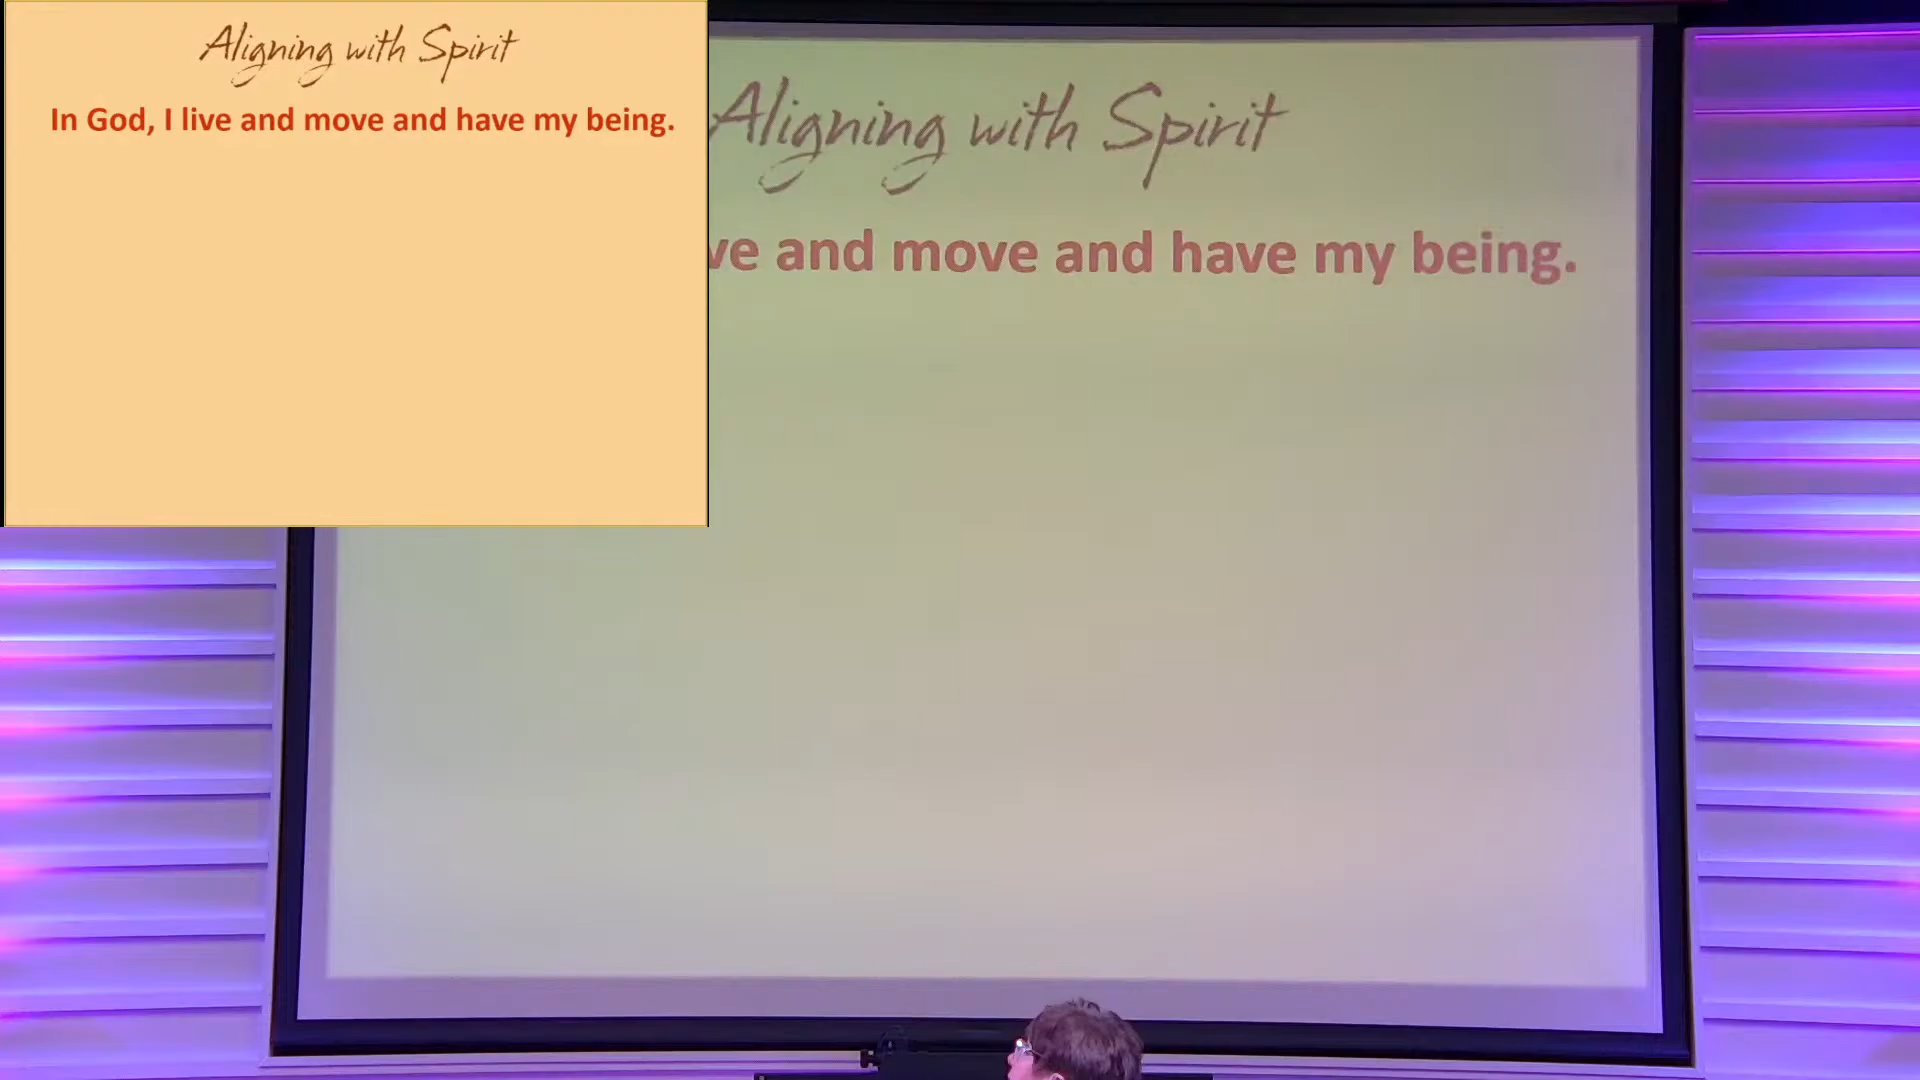 Aligning with Spirit
In God, I live and move and have my being.
Aligning with Spirit
ve and move and have my being.